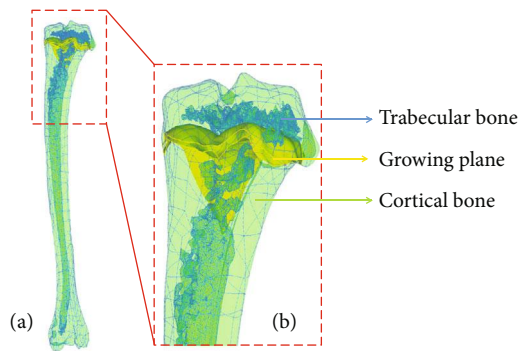 Trabecular bone
Growing plane
Cortical bone
(a)
(b)